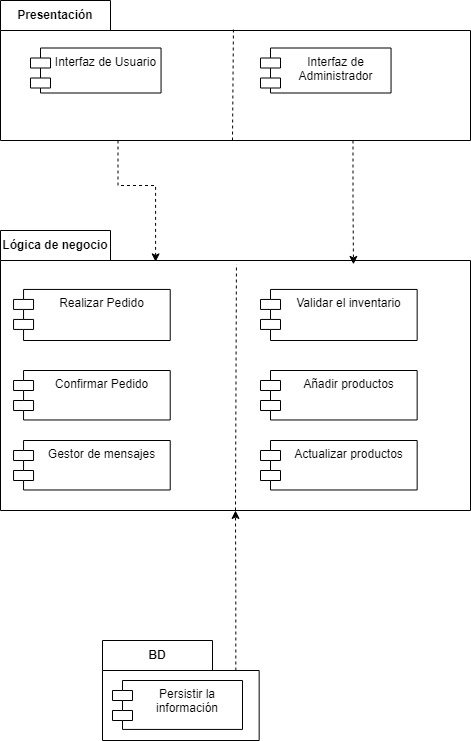 Presentación
Interfaz de Usuario
Interfaz de
Administrador
Lógica de negocio
Realizar Pedido
Validar el inventario
Confirmar Pedido
Añadir productos
Gestor de mensajes
Actualizar productos
BD
Persistir la
información